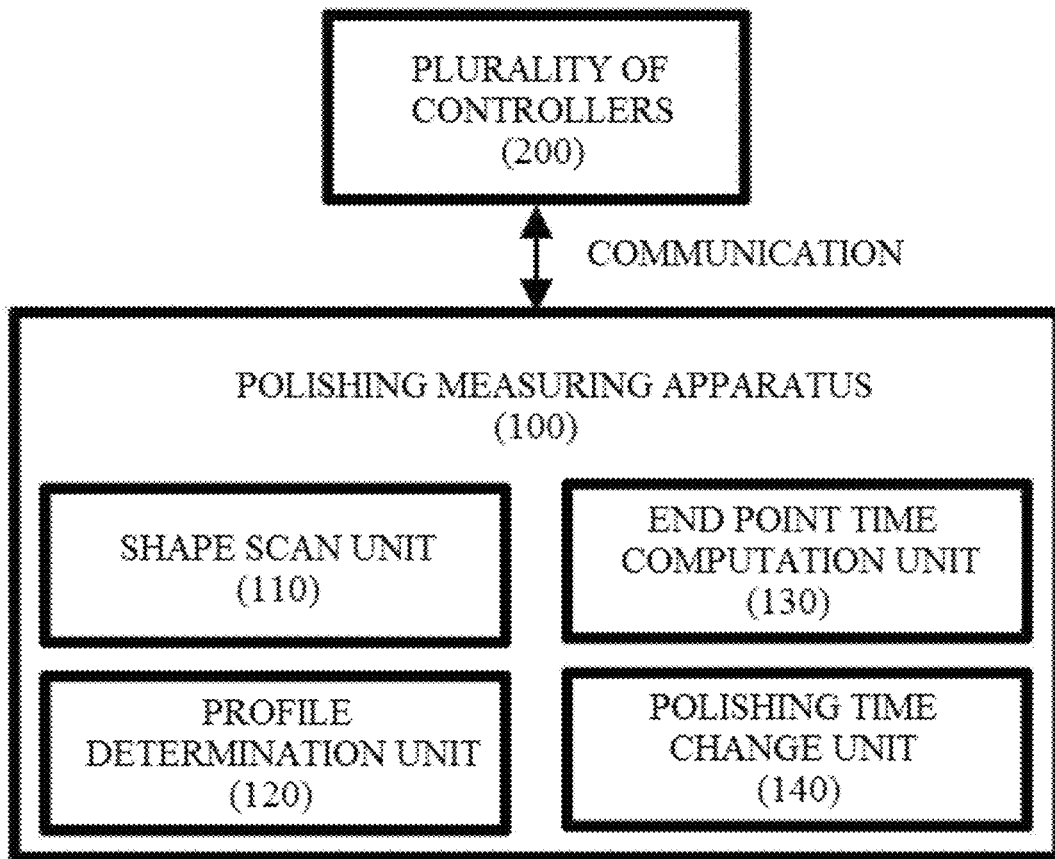 PLURALITY OF
CONTROLLERS
(200)
COMMUNICATION
POLISHING MEASURING APPARATUS
(100)
SHAPE SCAN UNIT
(110)
END POINT TIME
COMPUTATION UNIT
(130)
PROFILE
DETERMINATION UNIT
(120)
POLISHING TIME
CHANGE UNIT
(140)